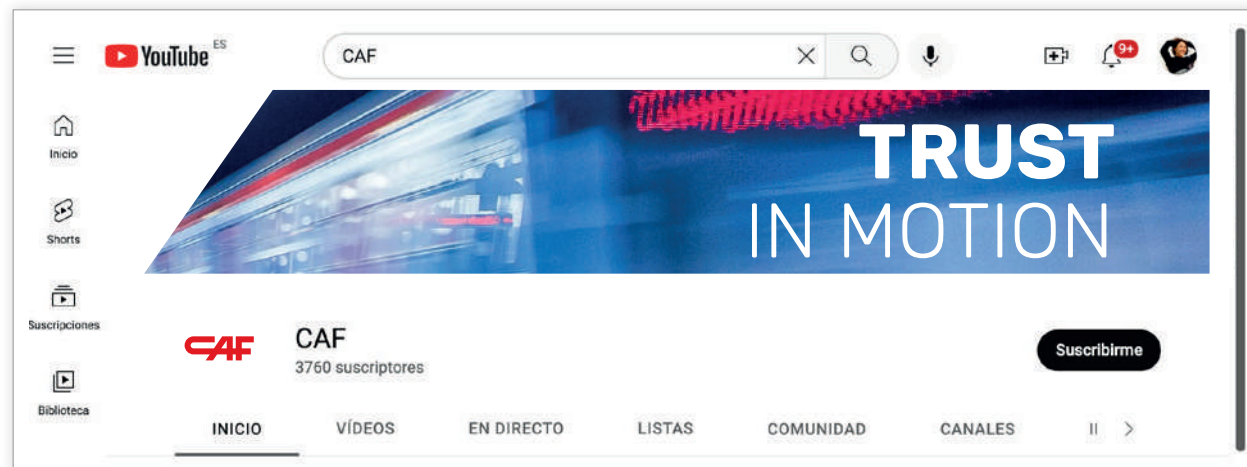 YouTube ES
CAF
9+
Inicio
TRUST
IN MOTION
Shorts
Suscripciones
CAF
CAF
3760 suscriptores
Suscribirme
Biblioteca
INICIO VÍDEOS EN DIRECTO LISTAS COMUNIDAD CANALES